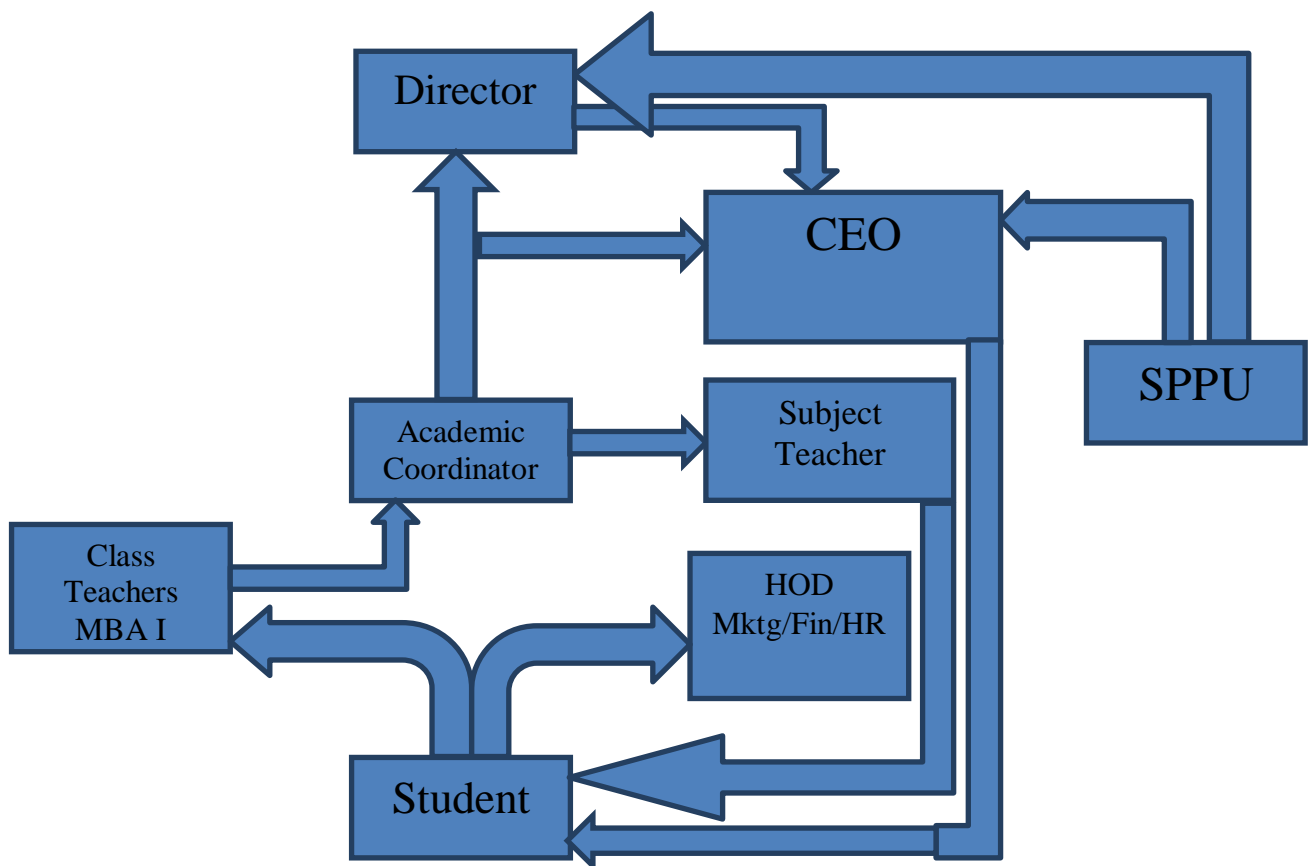 Director
CEO
SPPU
Academic
Coordinator
Subject
Teacher
Class
Teachers
MBA I
HOD
Mktg/Fin/HR
Student